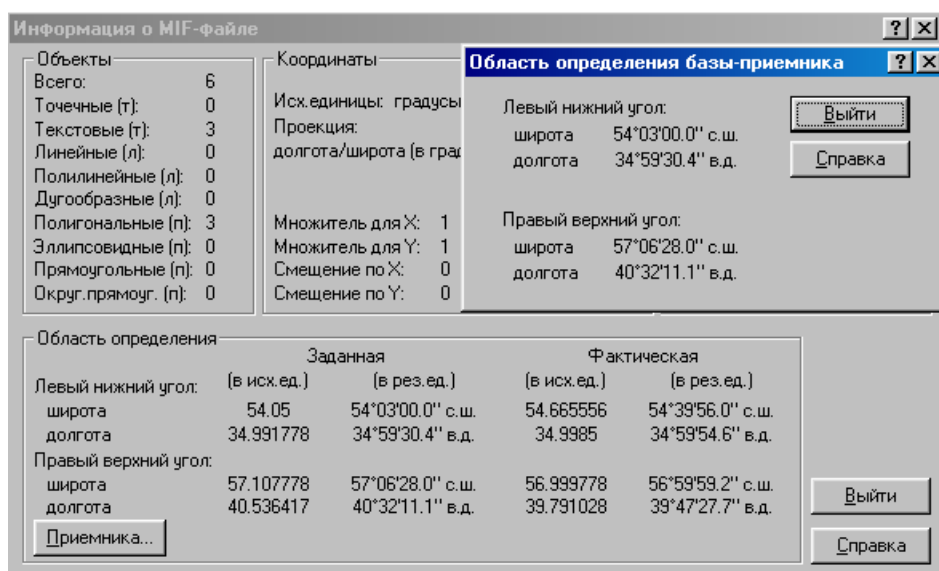 Информация о MIF-файле
Объекты
Всего: 6
Точечные (т): 0
Текстовые (т): 3
Линейные (л): 0
Полилинейные (л): 0
Дугообразные (л): 0
Полигональные (п): 3
Эллипсовидные (п): 0
Прямоугольные (п): 0
Округ.прямоуг. (п): 0
Координаты
Исх.единицы: градусы
Проекция:
долгота/широта (в град
Множитель для X: 1
Множитель для Y: 1
Смещение по X: 0
Смещение по Y: 0
Область определения базы-приемника
Левый нижний угол:
широта 54°03'00.0'' с.ш.
долгота 34°59'30.4'' в.д.
Правый верхний угол:
широта 57°06'28.0'' с.ш.
долгота 40°32'11.1'' в.д.
Выйти
Справка
Область определения
Заданная Фактическая
(в исх.ед.) (в рез.ед.) (в исх.ед.) (в рез.ед.)
Левый нижний угол:
широта 54.05 54°03'00.0'' с.ш. 54.665556 54°39'56.0'' с.ш.
долгота 34.991778 34°59'30.4'' в.д. 34.9985 34°59'54.6'' в.д.
Правый верхний угол:
широта 57.107778 57°06'28.0'' с.ш. 56.999778 56°59'59.2'' с.ш.
долгота 40.536417 40°32'11.1'' в.д. 39.791028 39°47'27.7'' в.д.
Приемника...
Выйти
Справка